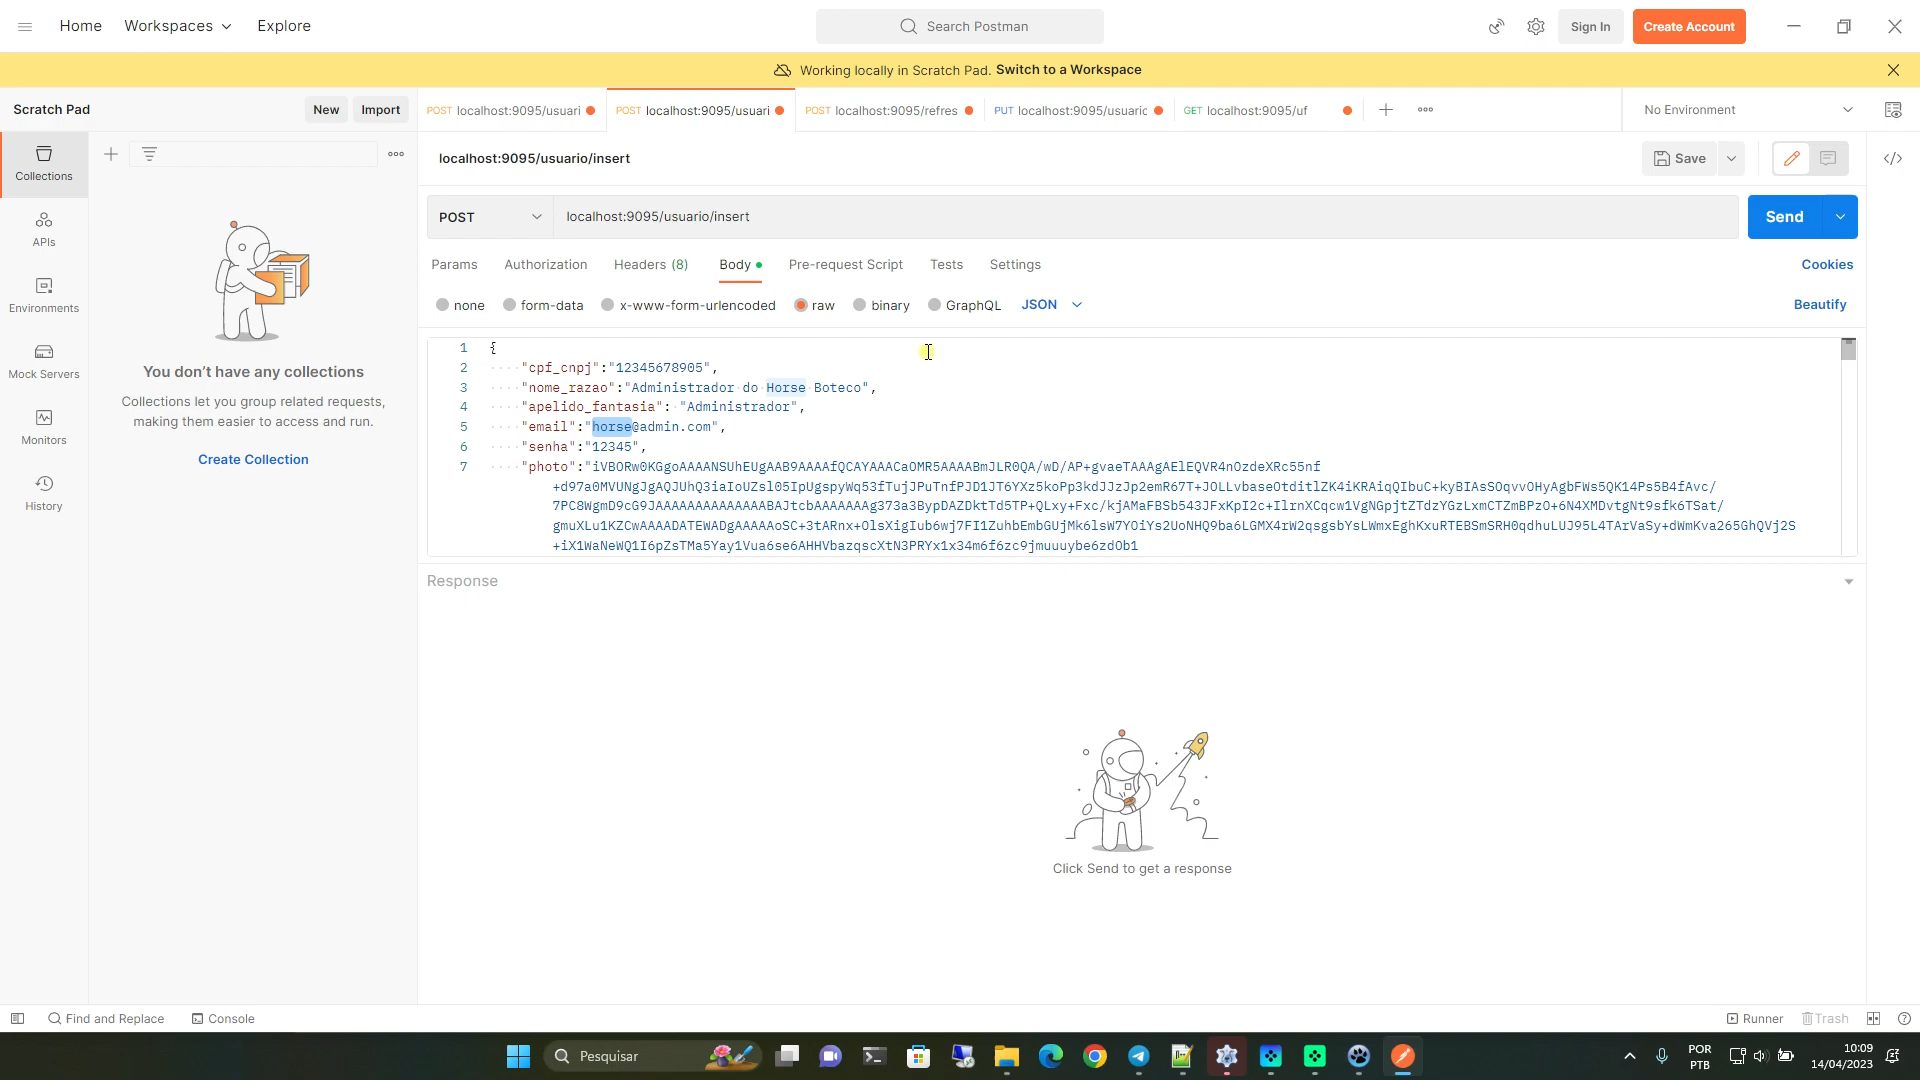 Home Workspaces Explore Search Postman Sign In Create Account
Working locally in Scratch Pad. Switch to a Workspace
Scratch Pad New Import POST localhost:9095/usuari POST localhost:9095/usuari POST localhost:9095/refres PUT localhost:9095/usuaric GET localhost:9095/uf No Environment
localhost:9095/usuario/insert Save
Collections
APIs
Environments
Mock Servers
Monitors
History
You don't have any collections
Collections let you group related requests,
making them easier to access and run.
Create Collection
POST localhost:9095/usuario/insert Send
Params Authorization Headers (8) Body Pre-request Script Tests Settings Cookies
none form-data x-www-form-urlencoded raw binary GraphQL JSON Beautify
1 {
2 "cpf_cnpj":"12345678905",
3 "nome_razao":"Administrador do Horse Boteco",
4 "apelido_fantasia": "Administrador",
5 "email":"horse@admin.com",
6 "senha":"12345",
7 "photo":"
Response
Click Send to get a response
Find and Replace Console Runner Trash
Pesquisar
POR
PTB
10:09
14/04/2023